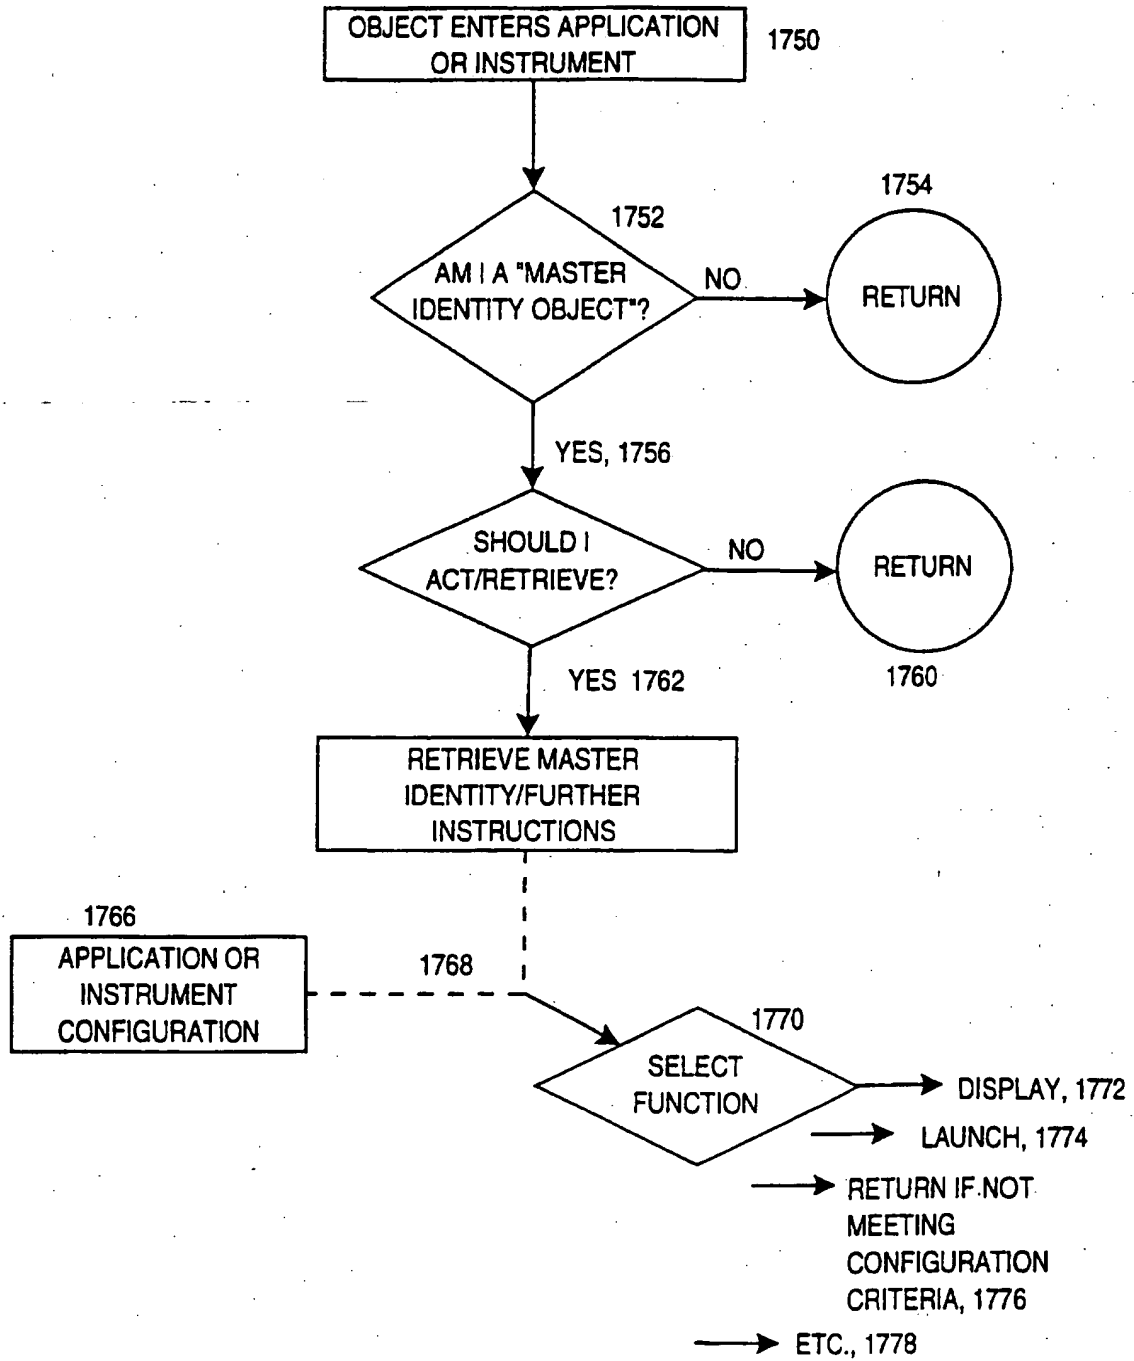 OBJECT ENTERS APPLICATION
OR INSTRUMENT
1750
1752
AM I A "MASTER
IDENTITY OBJECT"?
NO
1754
RETURN
YES, 1756
SHOULD I
ACT/RETRIEVE?
NO
RETURN
1760
YES 1762
RETRIEVE MASTER
IDENTITY/FURTHER
INSTRUCTIONS
1766
APPLICATION OR
INSTRUMENT
CONFIGURATION
1768
1770
SELECT
FUNCTION
DISPLAY, 1772
LAUNCH, 1774
RETURN IF NOT
MEETING
CONFIGURATION
CRITERIA, 1776
ETC., 1778